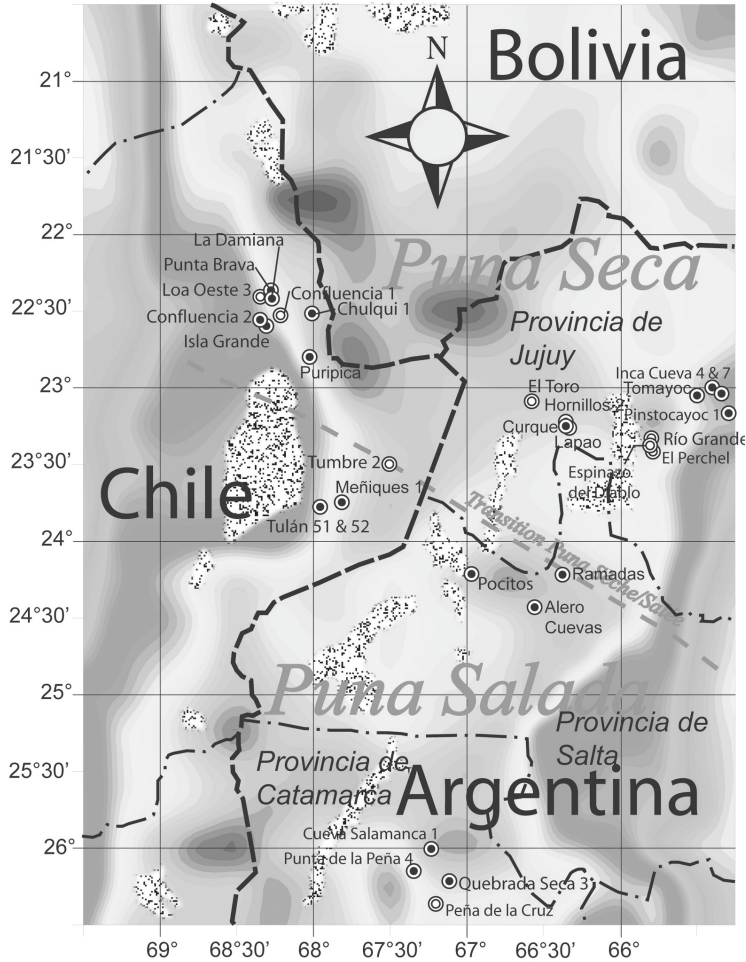 N
Bolivia
21°
21°30’
22°
La Damiana
Puna Seca
Punta Brava
Loa Oeste 3
Confluencia 1
Chulqui 1
22°30’
Confluencia 2
Isla Grande
Provincia de
Jujuy
Puripica
23°
Inca Cueva 4 & 7
El Toro
Tomayoc
Hornillos 2
Pinstocayoc 1
Curque
Lapao
Río Grande
El Perchel
23°30’
Tumbre 2
Espinazo
del Diablo
Chile
Meñiques 1
Tulán 51 & 52
Transition Puna Sèche/Salée
24°
Pocitos
Ramadas
24°30’
Alero
Cuevas
25°
Puna Salada
Provincia de
Salta
25°30’
Provincia de
Catamarca
Argentina
Cueva Salamanca 1
26°
Punta de la Peña 4
Quebrada Seca 3
Peña de la Cruz
69°
68°30’
68°
67°30’
67°
66°30’
66°